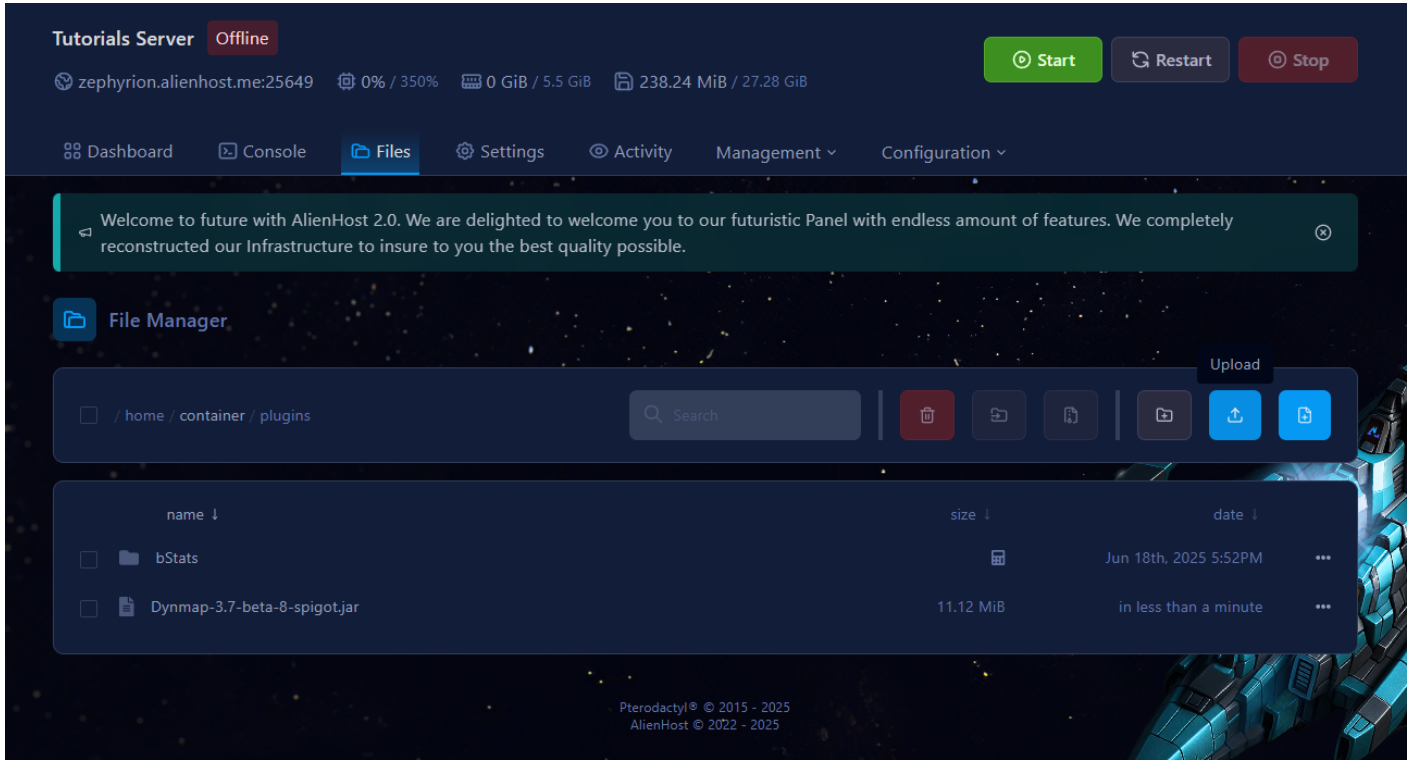 Tutorials Server Offline
Start Restart Stop
zephyrion.alienhost.me:25649 0% / 350% 0 GiB / 5.5 GiB 238.24 MiB / 27.28 GiB
Dashboard Console Files Settings Activity Management Configuration
Welcome to future with AlienHost 2.0. We are delighted to welcome you to our futuristic Panel with endless amount of features. We completely
reconstructed our Infrastructure to insure to you the best quality possible.
File Manager
Upload
/ home / container / plugins Search
name ↓ size ↓ date ↓
bStats Jun 18th, 2025 5:52PM
Dynmap-3.7-beta-8-spigot.jar 11.12 MiB in less than a minute
Pterodactyl® © 2015 - 2025
AlienHost © 2022 - 2025